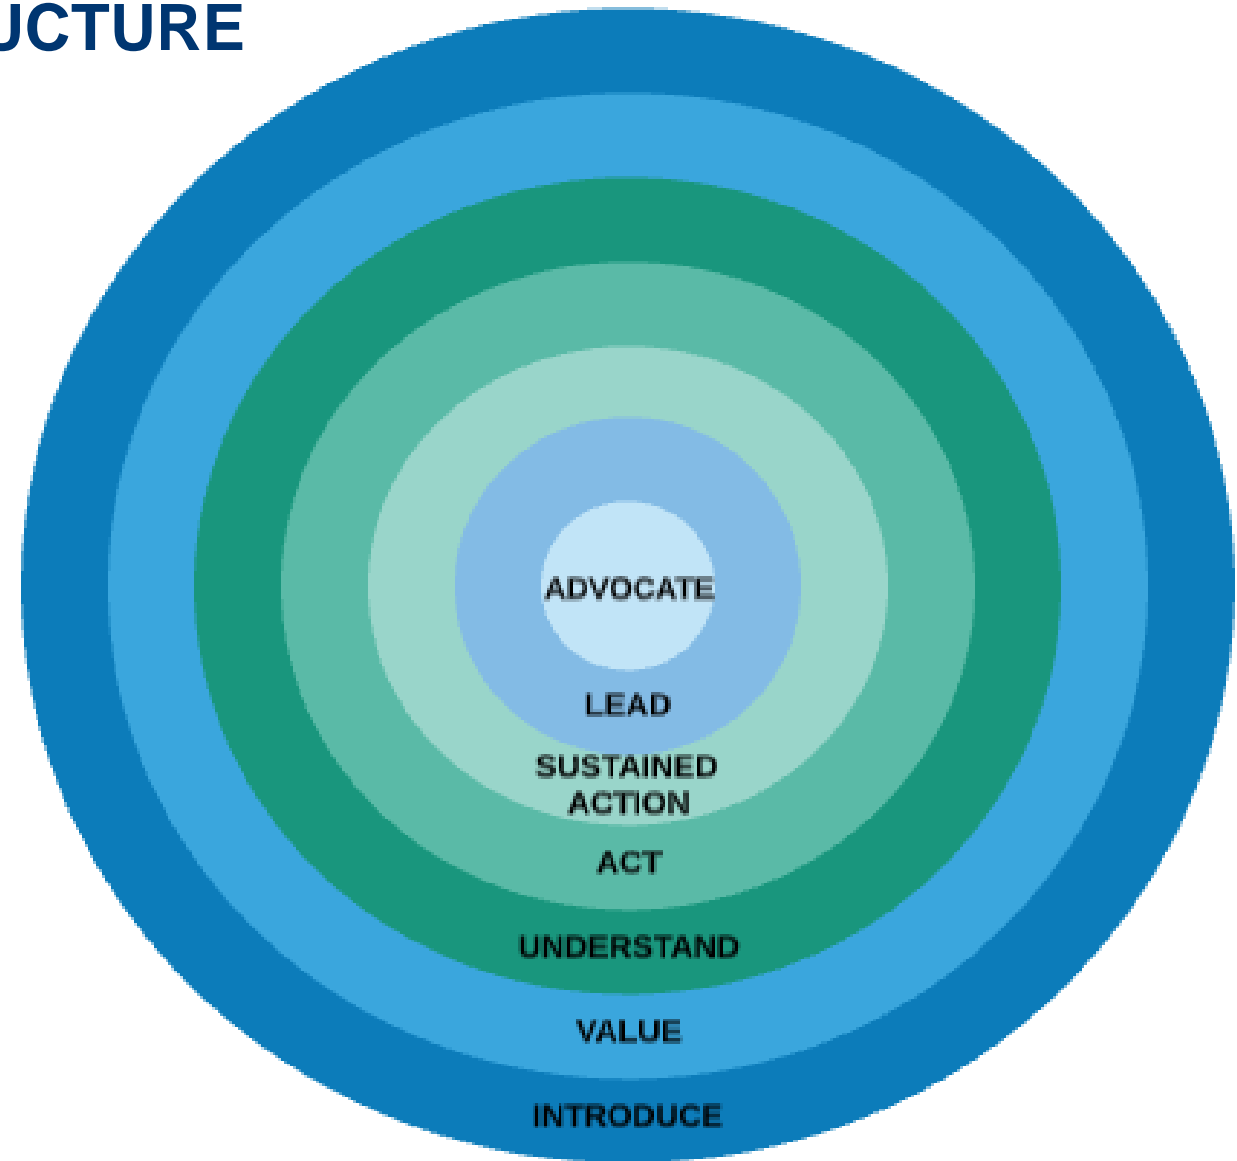 UCTURE
ADVOCATE
LEAD
SUSTAINED
ACTION
ACT
UNDERSTAND
VALUE
INTRODUCE